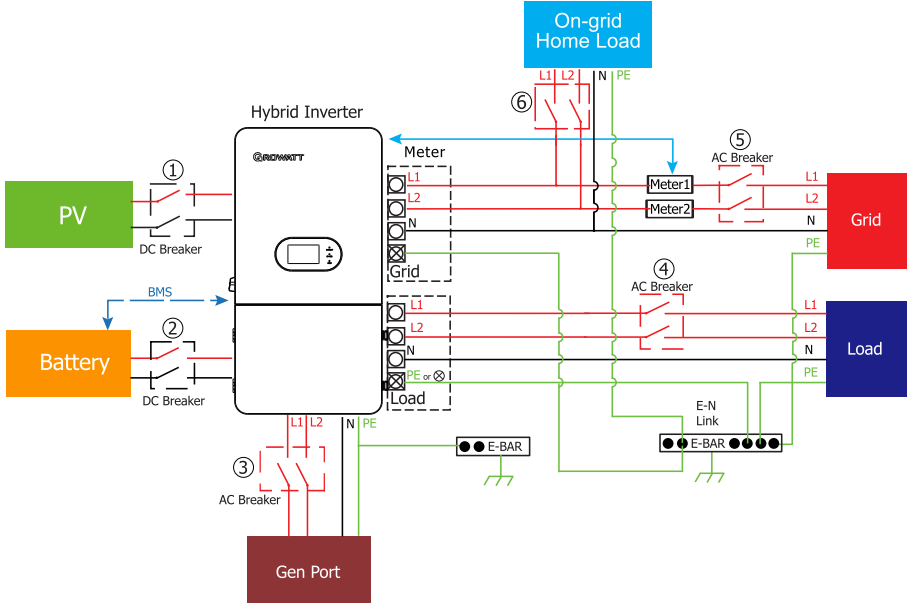 On-grid
Home Load
L1
L2
N
PE
⑥
Hybrid Inverter
GROWATT
Meter
⑤
AC Breaker
①
L1
Meter1
L1
L2
Meter2
L2
PV
N
N
Grid
DC Breaker
PE
Grid
BMS
④
AC Breaker
②
L1
L1
L2
L2
Battery
N
N
Load
PE or ⊗
PE
DC Breaker
Load
E-N
Link
L1
L2
N
PE
E-BAR
E-BAR
③
AC Breaker
Gen Port